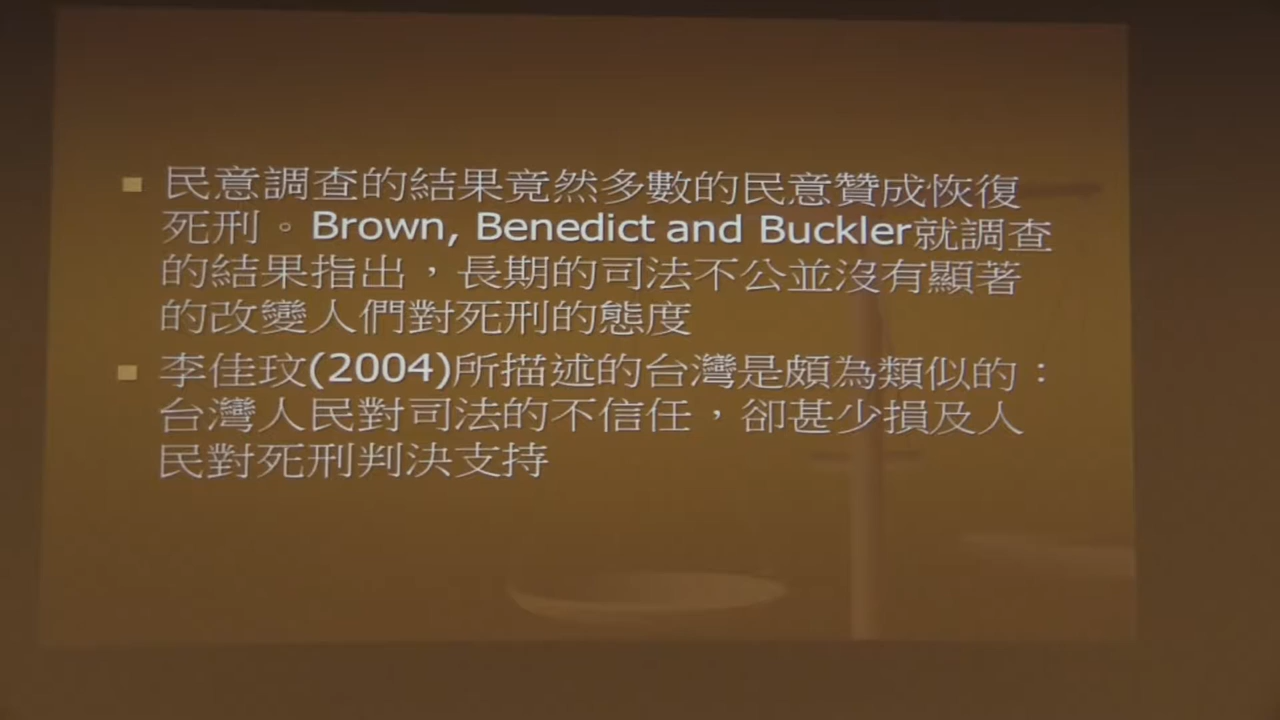 民意調查的結果竟然多數的民意贊成恢復
死刑。Brown, Benedict and Buckler就調查
的結果指出，長期的司法不公並沒有顯著
的改變人們對死刑的態度
李佳玟(2004)所描述的台灣是頗為類似的：
台灣人民對司法的不信任，卻甚少損及人
民對死刑判決支持